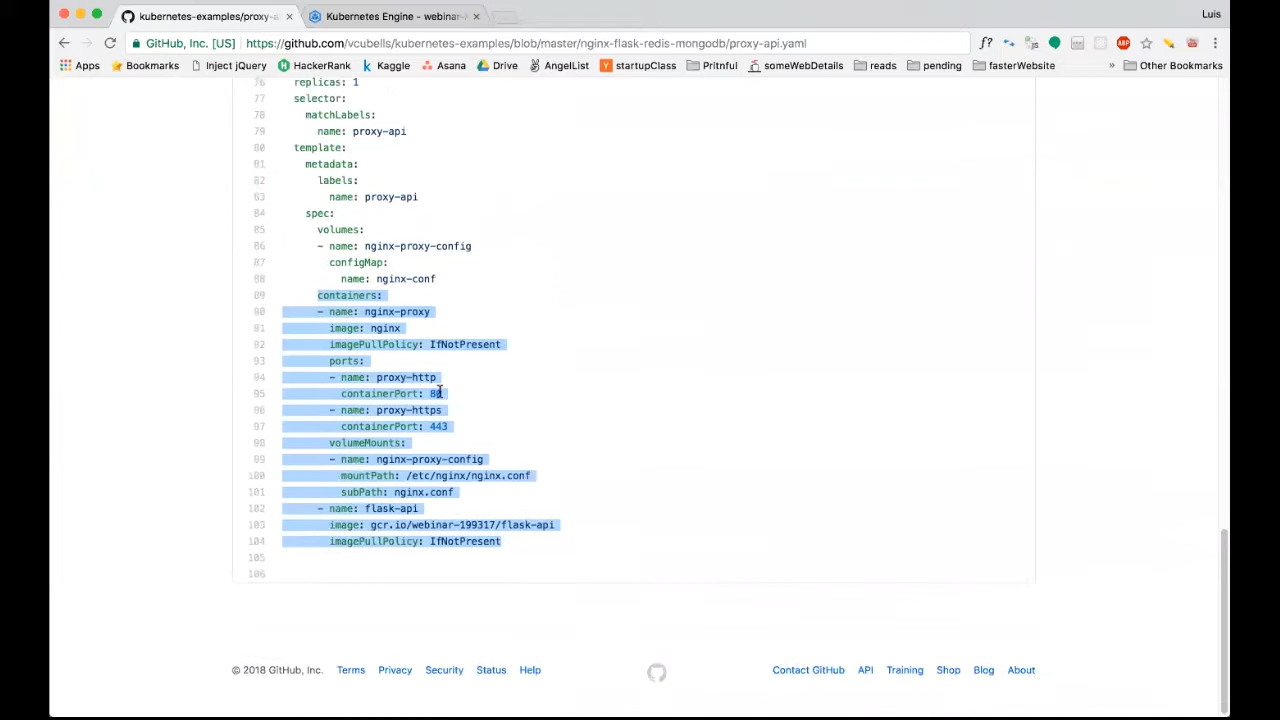 kubernetes-examples/proxy-a
Kubernetes Engine - webinar-
Luis
GitHub, Inc. [US]
https://github.com/vcubells/kubernetes-examples/blob/master/nginx-flask-redis-mongodb/proxy-api.yaml
f?
ABP
Apps Bookmarks Inject jQuery HackerRank Kaggle Asana Drive AngelList startupClass Pritnful someWebDetails reads pending fasterWebsite » Other Bookmarks
76 replicas: 1
77 selector:
78 matchLabels:
79 name: proxy-api
80 template:
81 metadata:
82 labels:
83 name: proxy-api
84 spec:
85 volumes:
86 - name: nginx-proxy-config
87 configMap:
88 name: nginx-conf
89 containers:
90 - name: nginx-proxy
91 image: nginx
92 imagePullPolicy: IfNotPresent
93 ports:
94 - name: proxy-http
95 containerPort: 80
96 - name: proxy-https
97 containerPort: 443
98 volumeMounts:
99 - name: nginx-proxy-config
100 mountPath: /etc/nginx/nginx.conf
101 subPath: nginx.conf
102 - name: flask-api
103 image: gcr.io/webinar-199317/flask-api
104 imagePullPolicy: IfNotPresent
105
106
© 2018 GitHub, Inc. Terms Privacy Security Status Help Contact GitHub API Training Shop Blog About